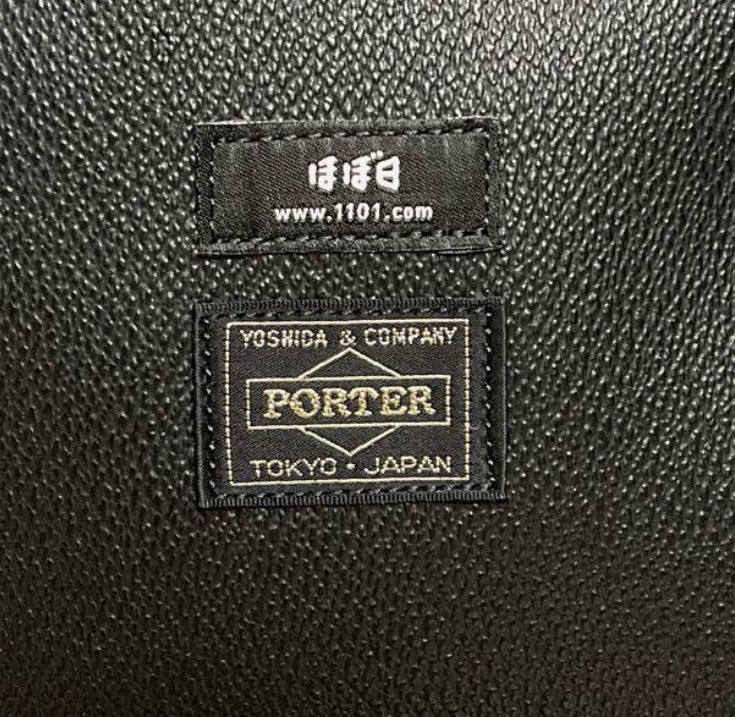 ほぼ日
www.1101.com
YOSHIDA & COMPANY
PORTER
TOKYO・JAPAN